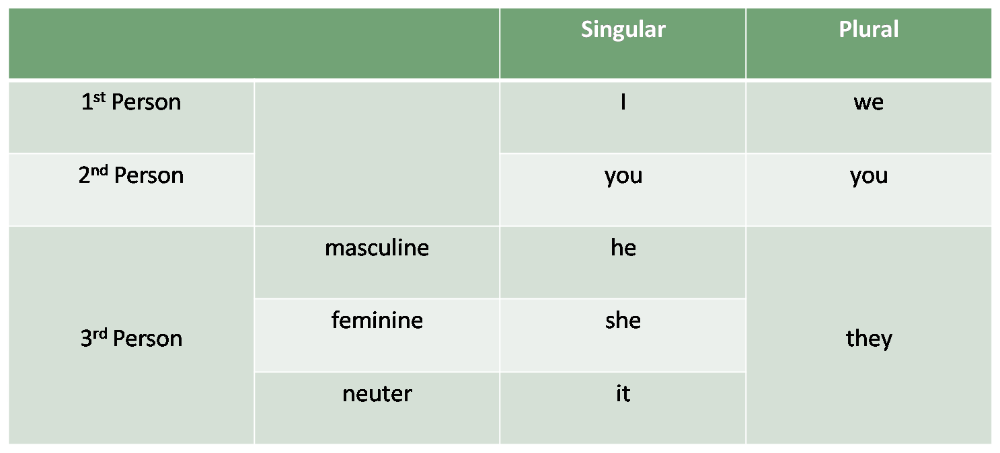 Singular Plural
1st Person I we
2nd Person you you
masculine he
feminine she
3rd Person they
neuter it